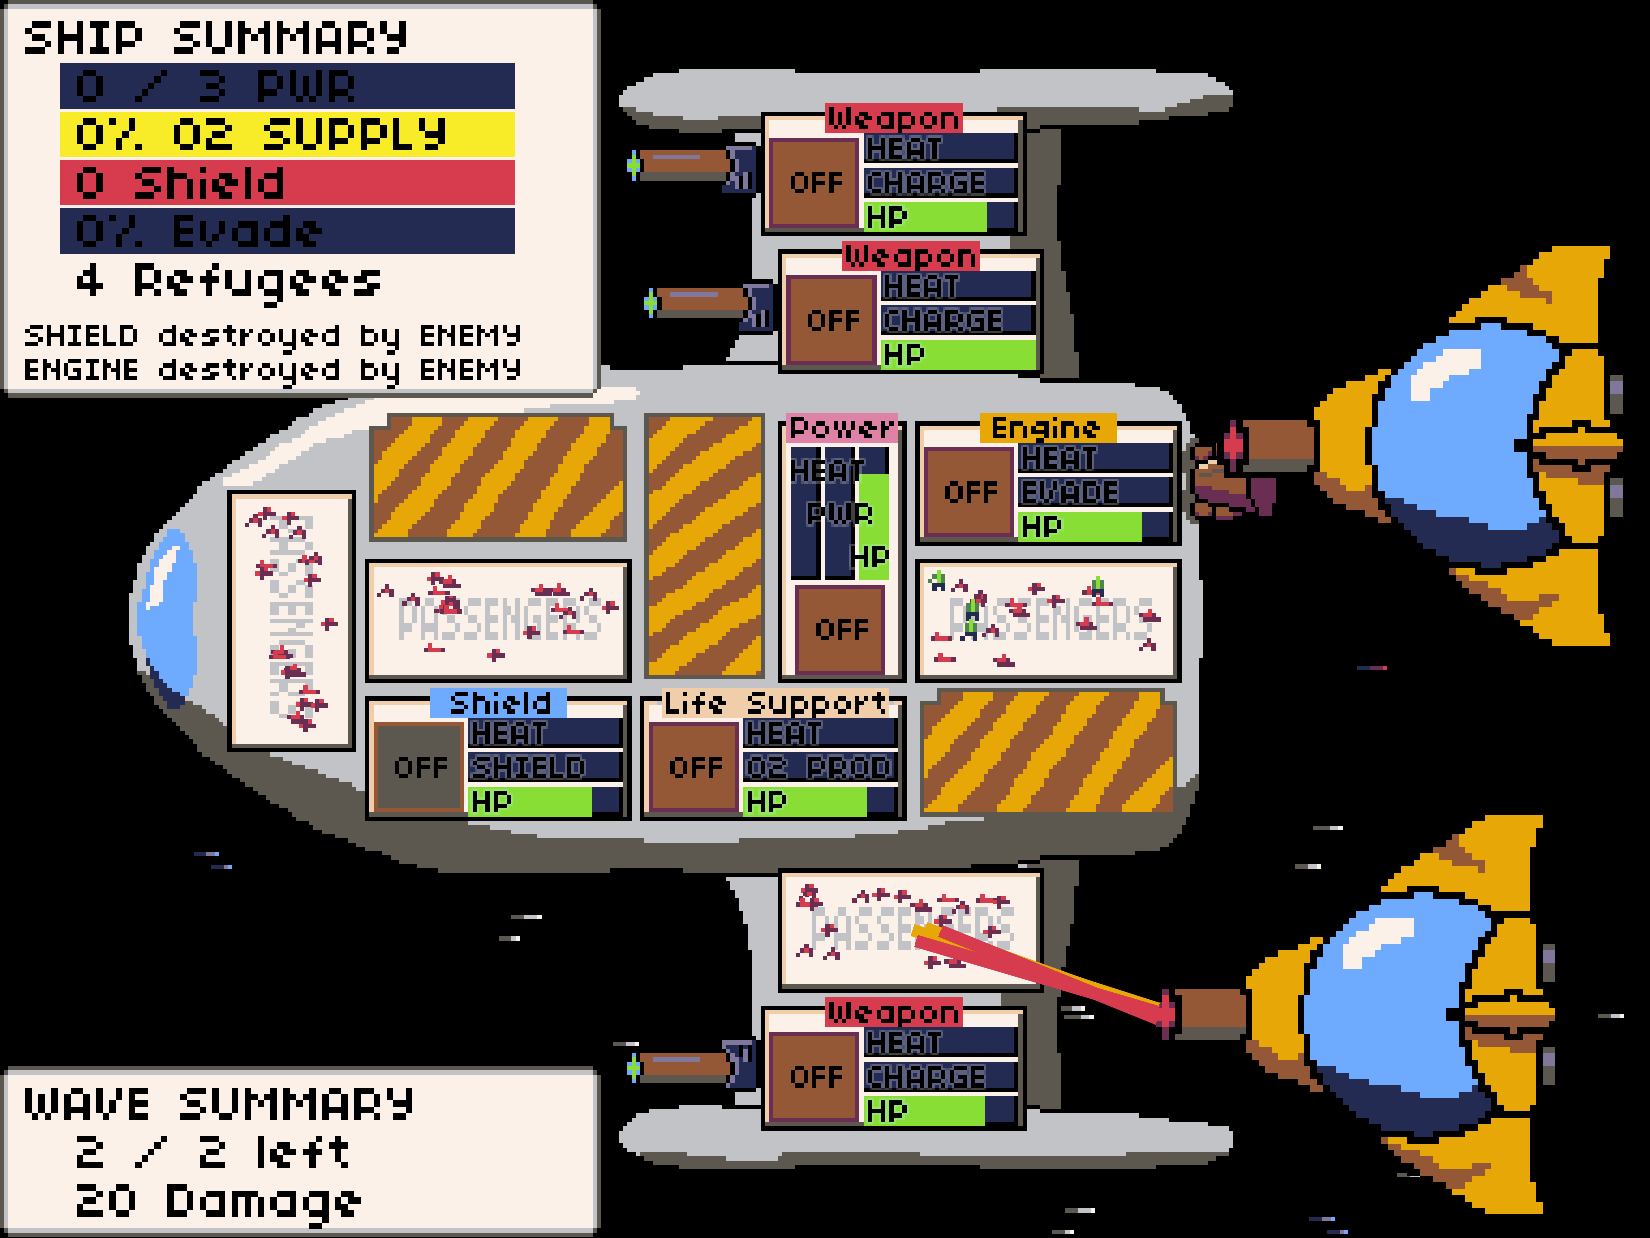 SHIP SUMMARY
0 / 3 PWR
0% O2 SUPPLY
0 Shield
0% Evade
4 Refugees
SHIELD destroyed by ENEMY
ENGINE destroyed by ENEMY
Weapon
OFF
HEAT
CHARGE
HP
Weapon
OFF
HEAT
CHARGE
HP
Power
HEAT
PWR
HP
OFF
Engine
OFF
HEAT
EVADE
HP
PASSENGERS
PASSENGERS
PASSENGERS
Shield
OFF
HEAT
SHIELD
HP
Life Support
OFF
HEAT
O2 PROD
HP
PASSENGERS
Weapon
OFF
HEAT
CHARGE
HP
WAVE SUMMARY
2 / 2 left
20 Damage